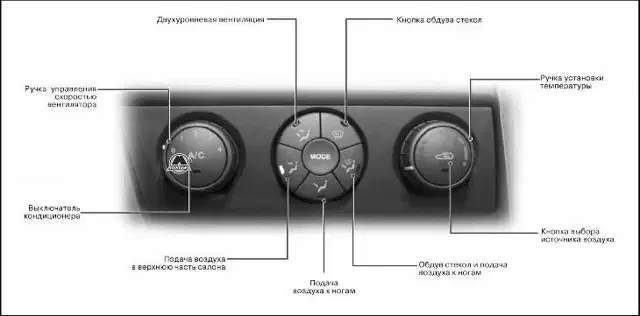 Двухуровневая вентиляция
Кнопка обдува стекол
Ручка управления
скоростью
вентилятора
Ручка установки
температуры
A/C
4
MODE
Выключатель
кондиционера
Кнопка выбора
источника воздуха
Подача воздуха
в верхнюю часть салона
Подача
воздуха к ногам
Обдув стекол и подача
воздуха к ногам